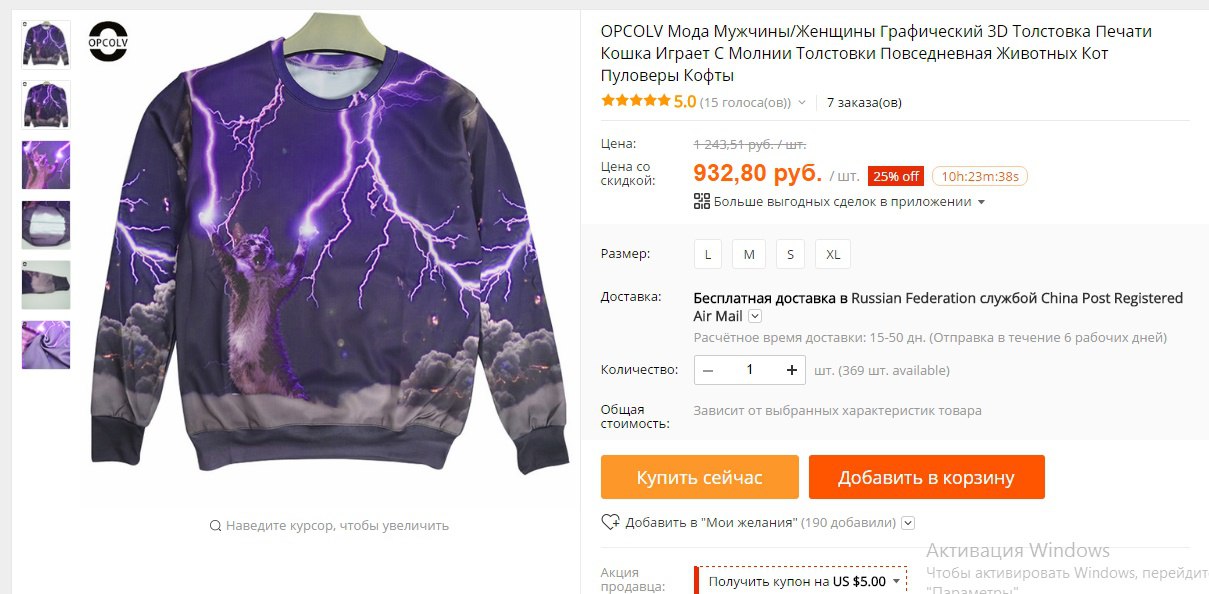 OPCOLV
OPCOLV Мода Мужчины/Женщины Графический 3D Толстовка Печати
Кошка Играет С Молнии Толстовки Повседневная Животных Кот
Пуловеры Кофты
5.0 (15 голоса(ов)) 7 заказа(ов)
Цена: 1 243,51 руб. / шт.
Цена со
скидкой:
932,80 руб. / шт. 25% off 10h:23m:38s
Больше выгодных сделок в приложении
Размер: L M S XL
Доставка: Бесплатная доставка в Russian Federation службой China Post Registered
Air Mail
Расчётное время доставки: 15-50 дн. (Отправка в течение 6 рабочих дней)
Количество: − 1 + шт. (369 шт. available)
Общая
стоимость:
Зависит от выбранных характеристик товара
Купить сейчас Добавить в корзину
Наведите курсор, чтобы увеличить
Добавить в "Мои желания" (190 добавили)
Активация Windows
Чтобы активировать Windows, перейдит
"Параметры"
Акция
продавца:
Получить купон на US $5.00